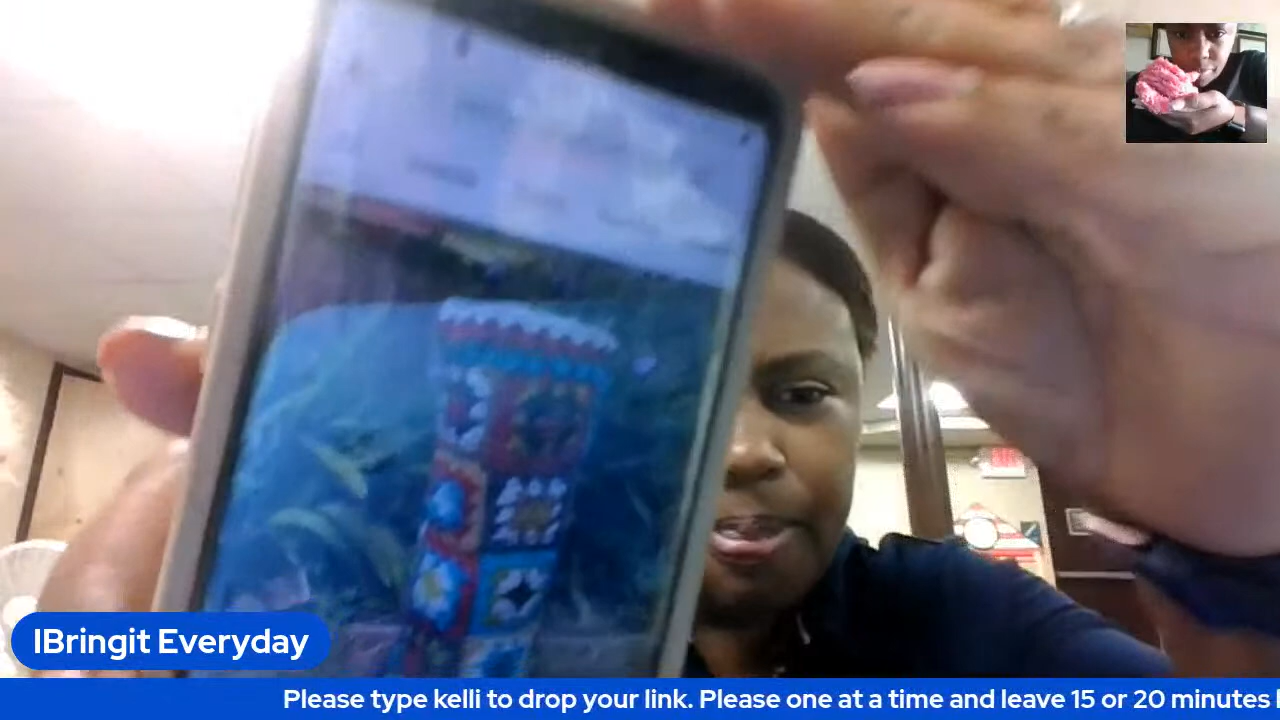 IBringit Everyday
Please type kelli to drop your link. Please one at a time and leave 15 or 20 minutes